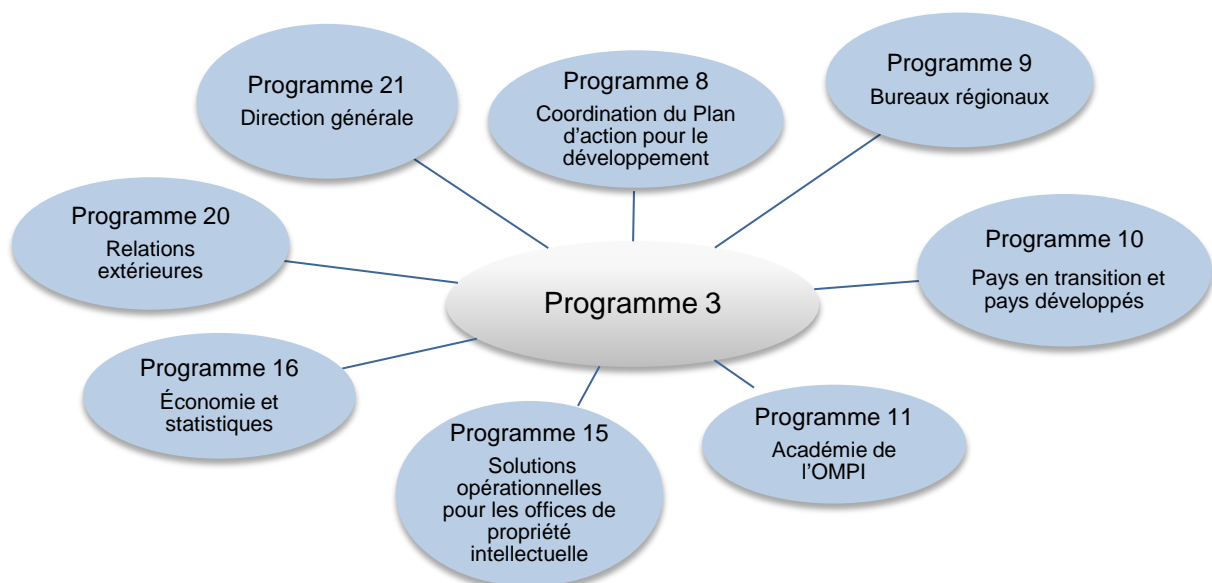 Programme 21
Direction générale
Programme 8
Coordination du Plan
d'action pour le
développement
Programme 9
Bureaux régionaux
Programme 20
Relations
extérieures
Programme 10
Pays en transition et
pays développés
Programme 3
Programme 16
Économie et
statistiques
Programme 15
Solutions
opérationnelles
pour les offices de
propriété
intellectuelle
Programme 11
Académie de
l'OMPI